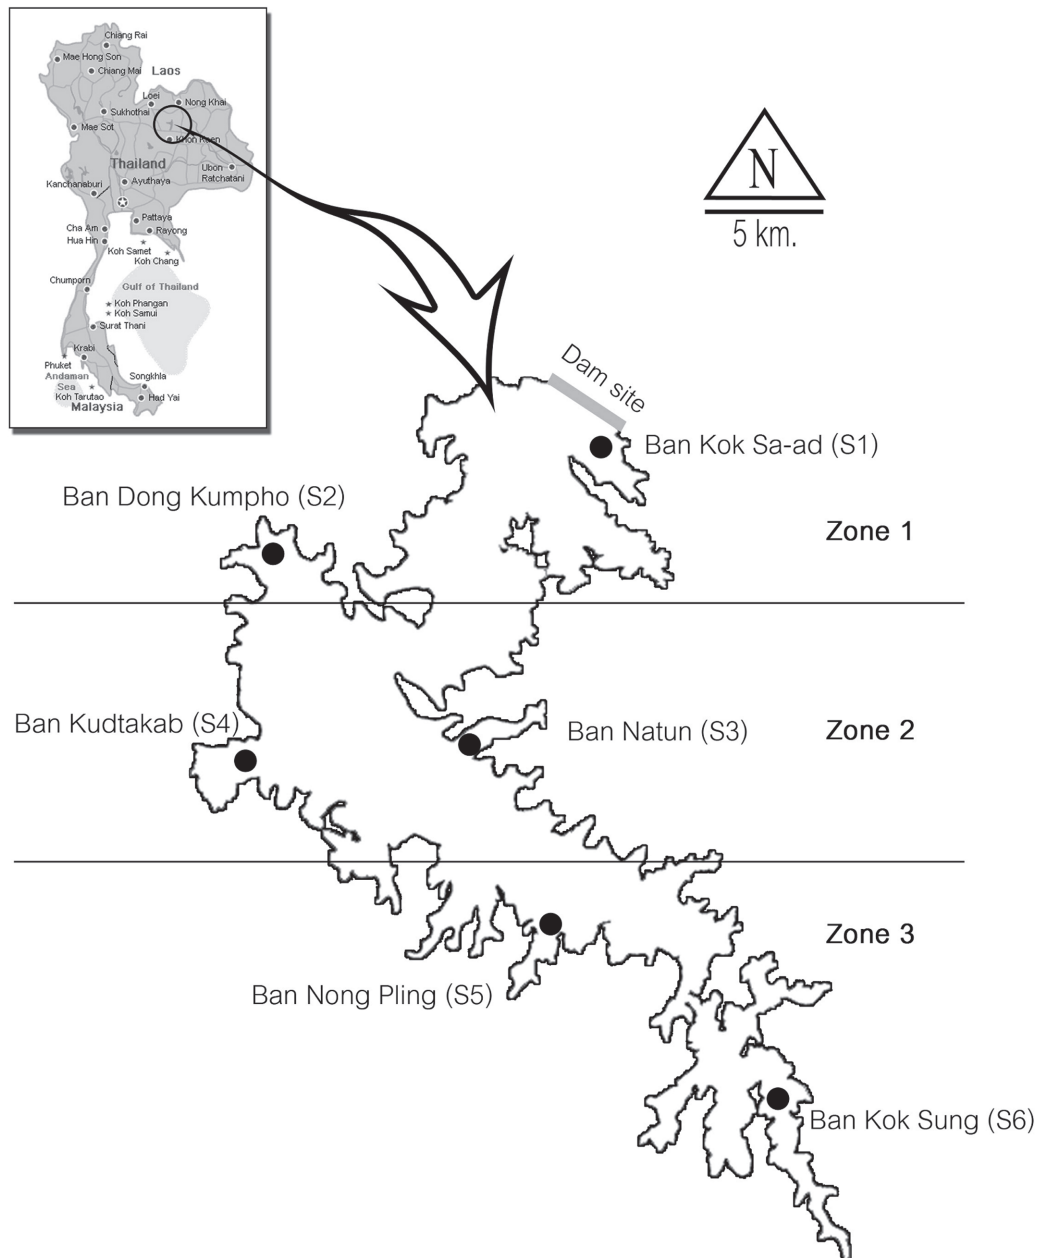 Chiang Rai
Mae Hong Son
Chiang Mai
Laos
Loei
Nong Khai
Sukhothai
Mae Sot
Khon Kaen
Thailand
Ubon
Ratchatani
Kanchanaburi
Ayuthaya
Pattaya
Cha Am
Rayong
Hua Hin
Koh Samet
Koh Chang
Chumporn
Gulf of Thailand
Koh Phangan
Koh Samui
Surat Thani
Krabi
Phuket
Andaman
Sea
Songkhla
Koh Tarutao
Had Yai
Malaysia
N
5 km.
Dam site
Ban Kok Sa-ad (S1)
Ban Dong Kumpho (S2)
Zone 1
Ban Kudtakab (S4)
Ban Natun (S3)
Zone 2
Zone 3
Ban Nong Pling (S5)
Ban Kok Sung (S6)